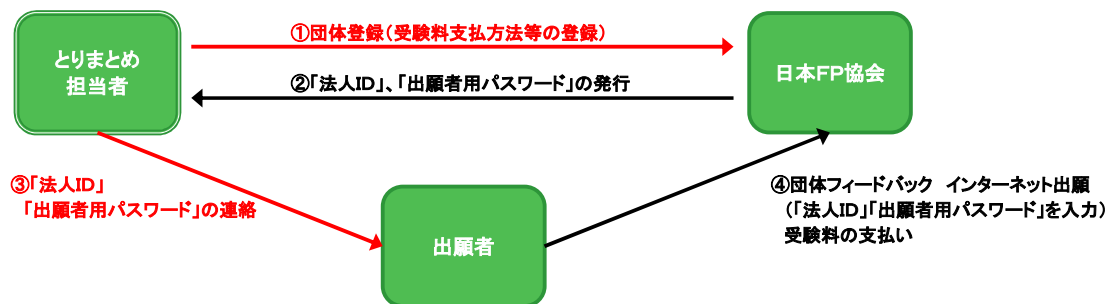 ①団体登録(受験料支払方法等の登録)
とりまとめ
担当者
日本FP協会
②「法人ID」、「出願者用パスワード」の発行
③「法人ID」
「出願者用パスワード」の連絡
④団体フィードバック　インターネット出願
(「法人ID」「出願者用パスワード」を入力)
受験料の支払い
出願者